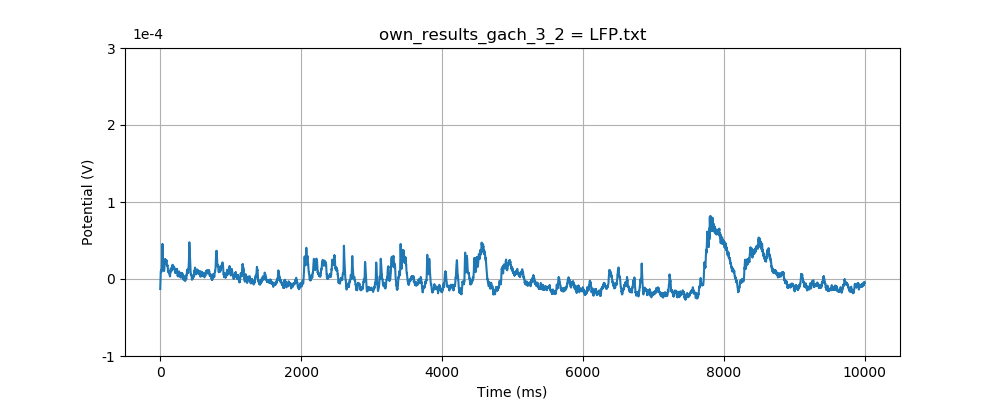 own_results_gach_3_2 = LFP.txt
1e-4
3
2
1
0
-1
Potential (V)
0 2000 4000 6000 8000 10000
Time (ms)